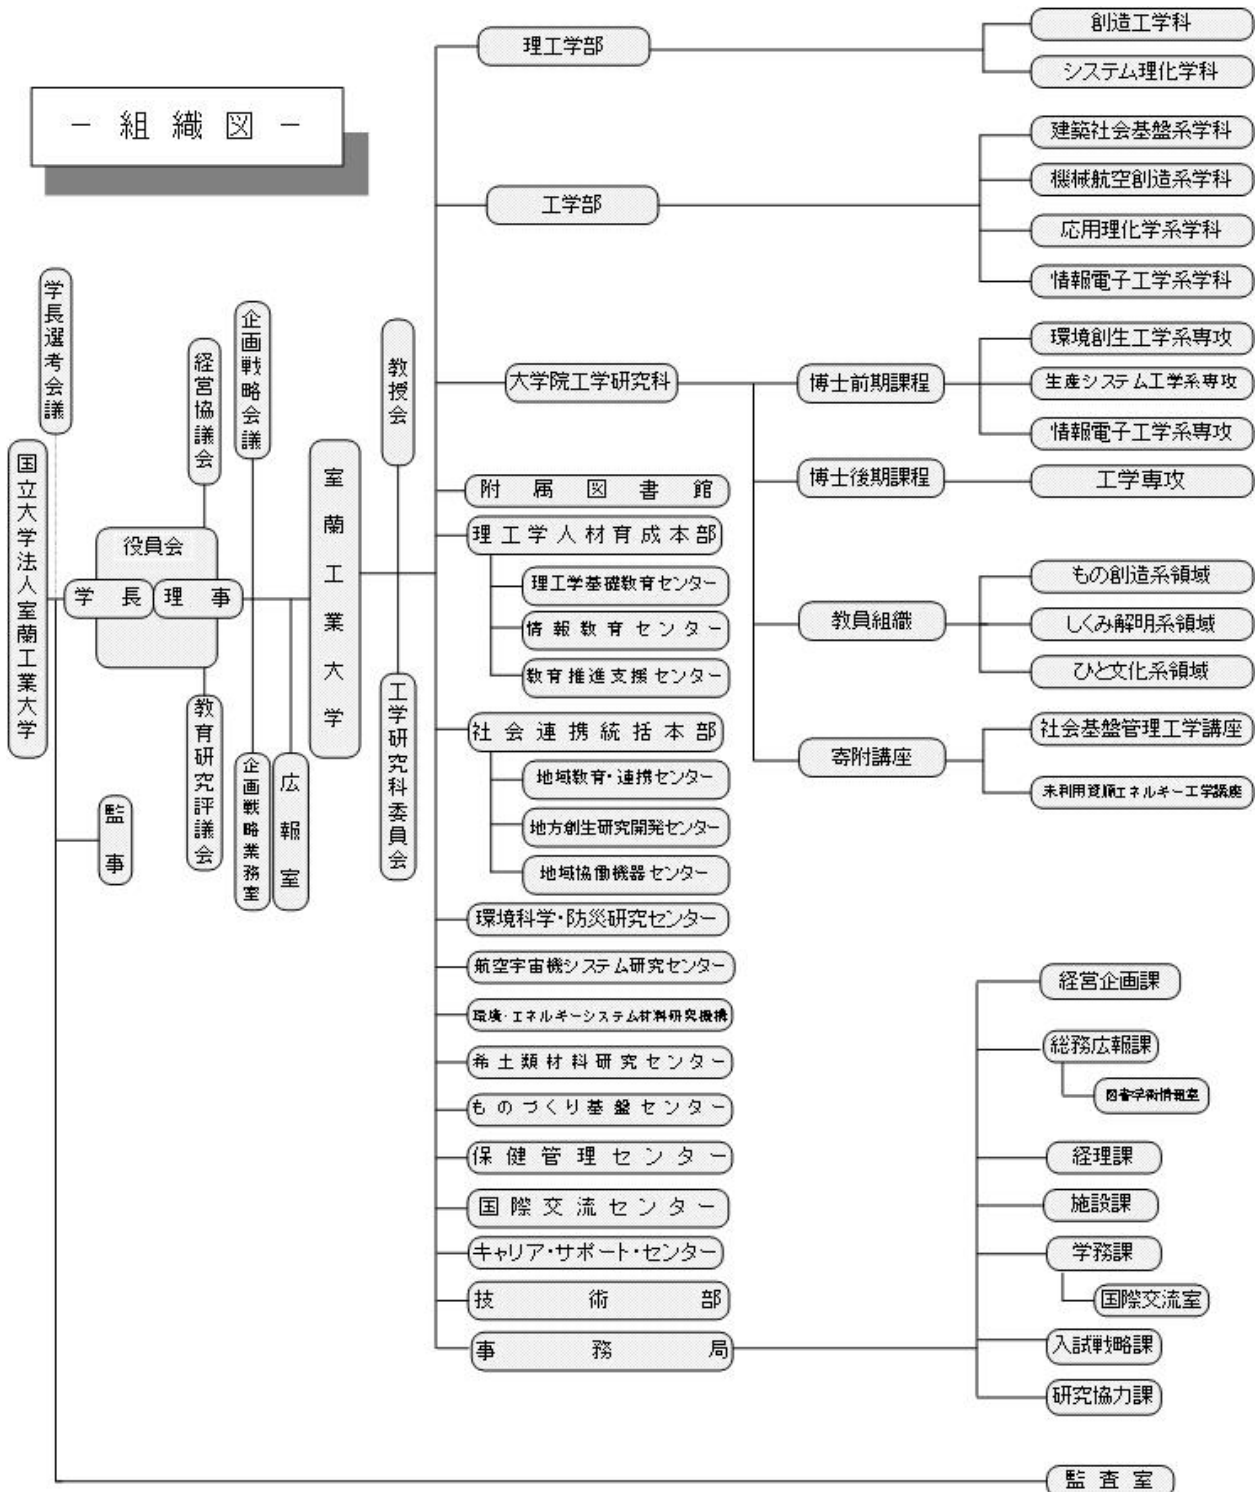 －組織図－
学長選考会議
国立大学法人室蘭工業大学
監事
役員会
学長
理事
経営協議会
教育研究評議会
企画戦略会議
企画戦略業務室
広報室
室蘭工業大学
教授会
工学研究科委員会
理工学部
創造工学科
システム理化学科
工学部
建築社会基盤系学科
機械航空創造系学科
応用理化学系学科
情報電子工学系学科
大学院工学研究科
博士前期課程
環境創生工学系専攻
生産システム工学系専攻
情報電子工学系専攻
博士後期課程
工学専攻
教員組織
もの創造系領域
しくみ解明系領域
ひと文化系領域
寄附講座
社会基盤管理工学講座
未利用資源エネルギー工学講座
附属図書館
理工学人材育成本部
理工学基礎教育センター
情報教育センター
教育推進支援センター
社会連携統括本部
地域教育・連携センター
地方創生研究開発センター
地域協働機器センター
環境科学・防災研究センター
航空宇宙機システム研究センター
環境・エネルギーシステム材料研究機構
希土類材料研究センター
ものづくり基盤センター
保健管理センター
国際交流センター
キャリア・サポート・センター
技術部
事務局
経営企画課
総務広報課
図書学術情報室
経理課
施設課
学務課
国際交流室
入試戦略課
研究協力課
監査室